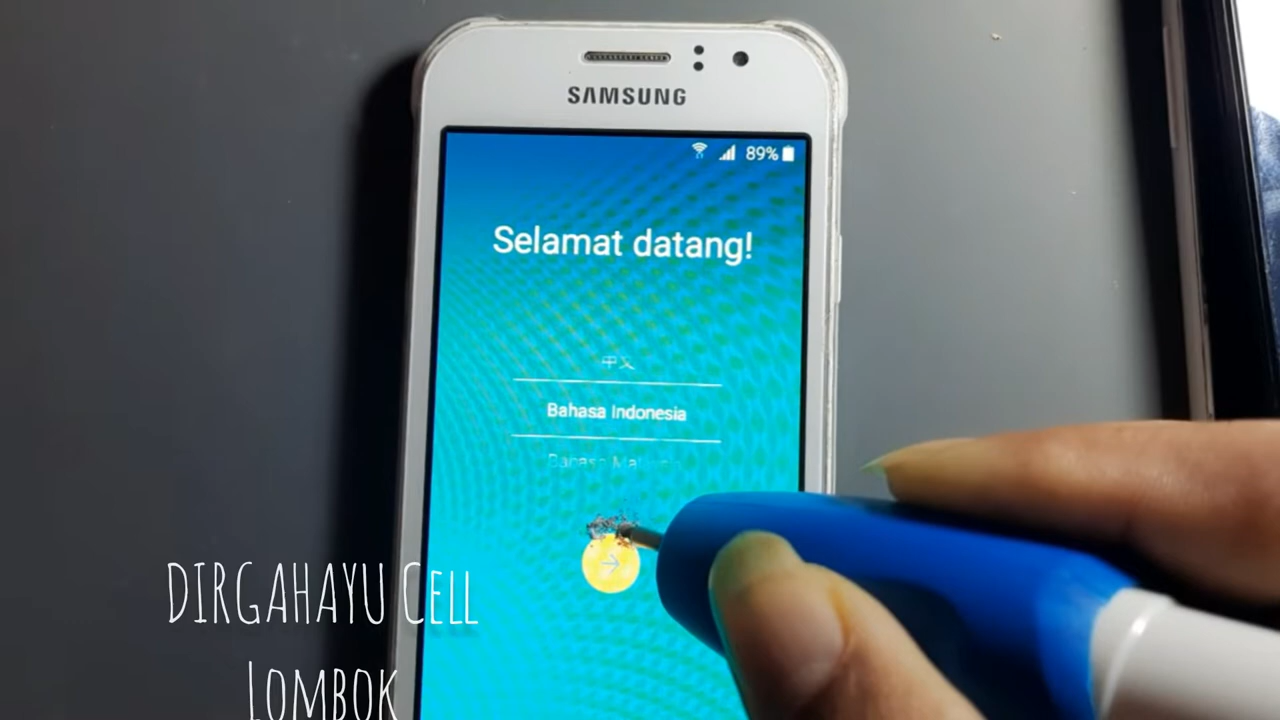 SAMSUNG
89%
Selamat datang!
中文
Bahasa Indonesia
DIRGAHAYU CELL
LOMBOK